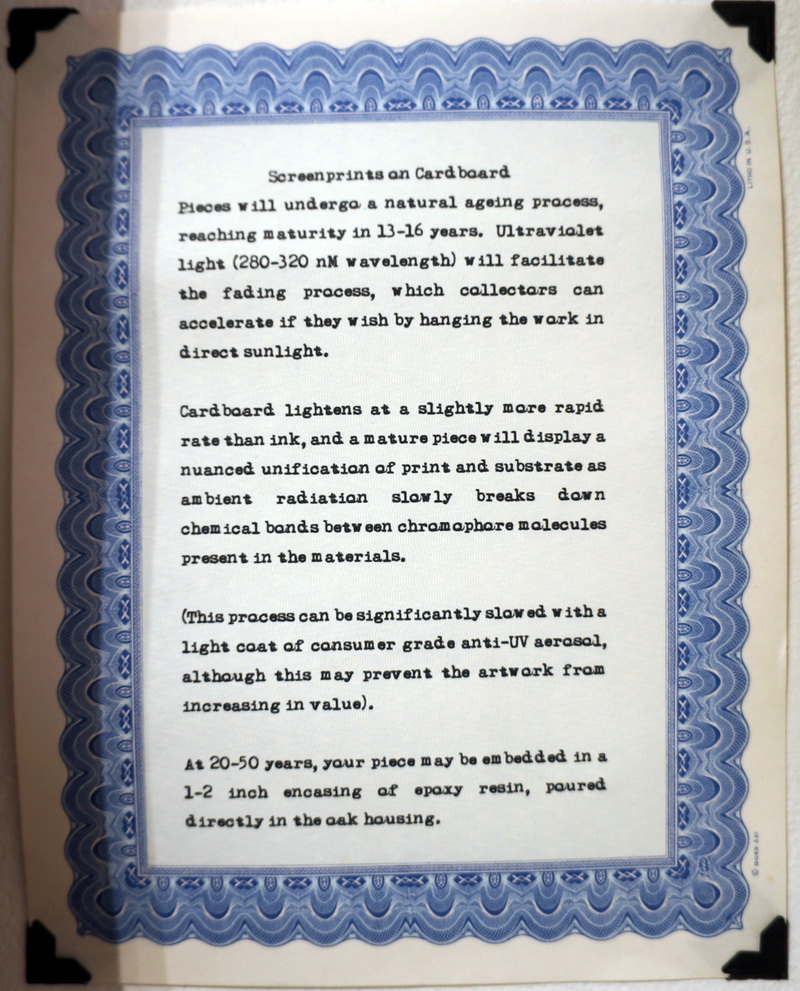 Screenprints on Cardboard
Pieces will undergo a natural ageing process,
reaching maturity in 13-16 years. Ultraviolet
light (280-320 nM wavelength) will facilitate
the fading process, which collectors can
accelerate if they wish by hanging the work in
direct sunlight.
Cardboard lightens at a slightly more rapid
rate than ink, and a mature piece will display a
nuanced unification of print and substrate as
ambient radiation slowly breaks down
chemical bonds between chromophore molecules
present in the materials.
(This process can be significantly slowed with a
light coat of consumer grade anti-UV aerosol,
although this may prevent the artwork from
increasing in value).
At 20-50 years, your piece may be embedded in a
1-2 inch encasing of epoxy resin, poured
directly in the oak housing.
LITHO IN U.S.A.
© GOES